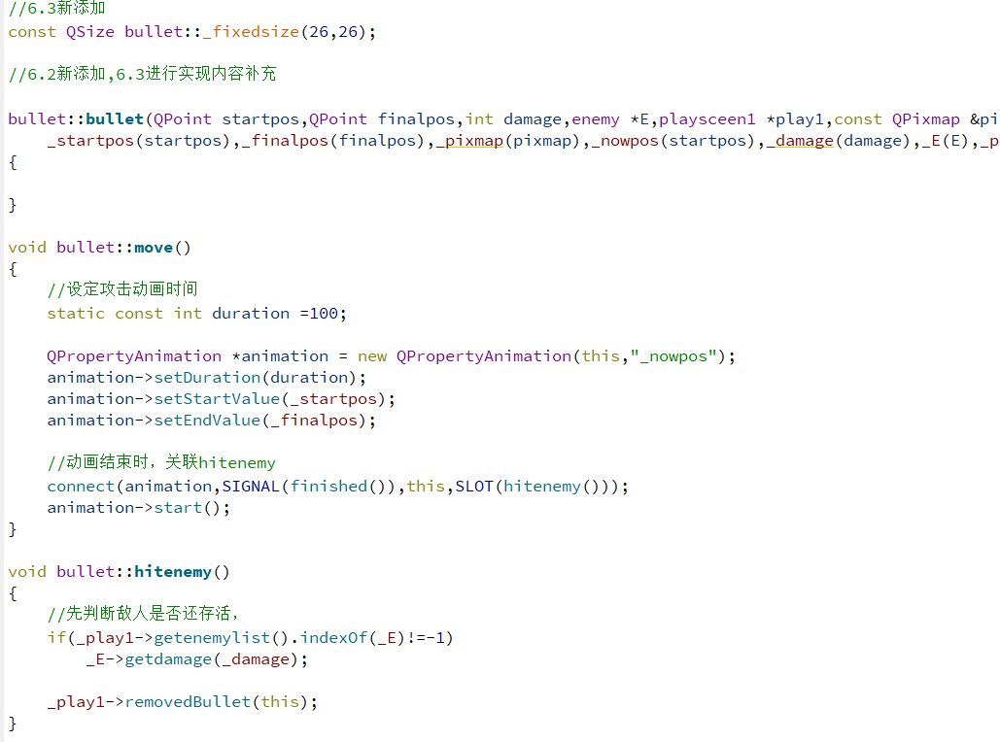 //6.3新添加
const QSize bullet::_fixedsize(26,26);
//6.2新添加,6.3进行实现内容补充
bullet::bullet(QPoint startpos,QPoint finalpos,int damage,enemy *E,playsceen1 *play1,const QPixmap &pi
_startpos(startpos),_finalpos(finalpos),_pixmap(pixmap),_nowpos(startpos),_damage(damage),_E(E),_p
{
}
void bullet::move()
{
//设定攻击动画时间
static const int duration =100;
QPropertyAnimation *animation = new QPropertyAnimation(this,"_nowpos");
animation->setDuration(duration);
animation->setStartValue(_startpos);
animation->setEndValue(_finalpos);
//动画结束时，关联hitenemy
connect(animation,SIGNAL(finished()),this,SLOT(hitenemy()));
animation->start();
}
void bullet::hitenemy()
{
//先判断敌人是否还存活，
if(_play1->getenemylist().indexOf(_E)!=-1)
_E->getdamage(_damage);
_play1->removedBullet(this);
}